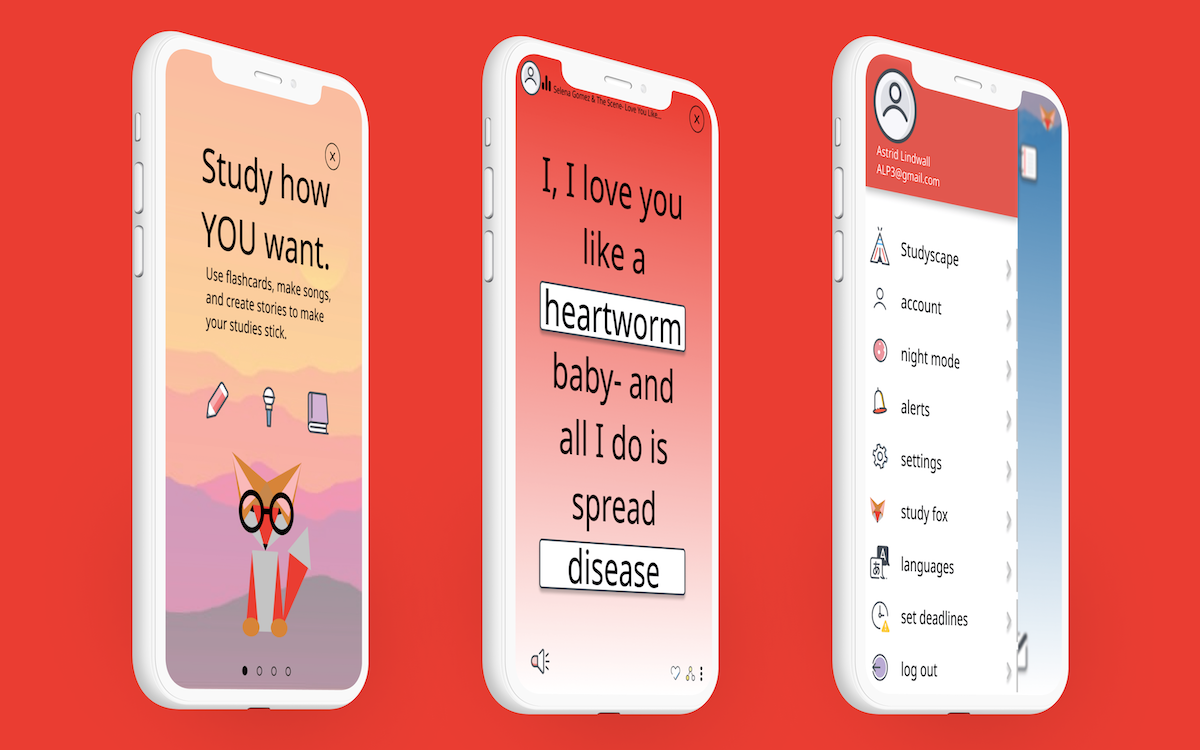 Study how
YOU want.
Use flashcards, make songs,
and create stories to make
your studies stick.
Selena Gomez & The Scene- Love You Like...
I, I love you
like a
heartworm
baby- and
all I do is
spread
disease
Astrid Lindwall
ALP3@gmail.com
Studyscape
account
night mode
alerts
settings
study fox
languages
set deadlines
log out